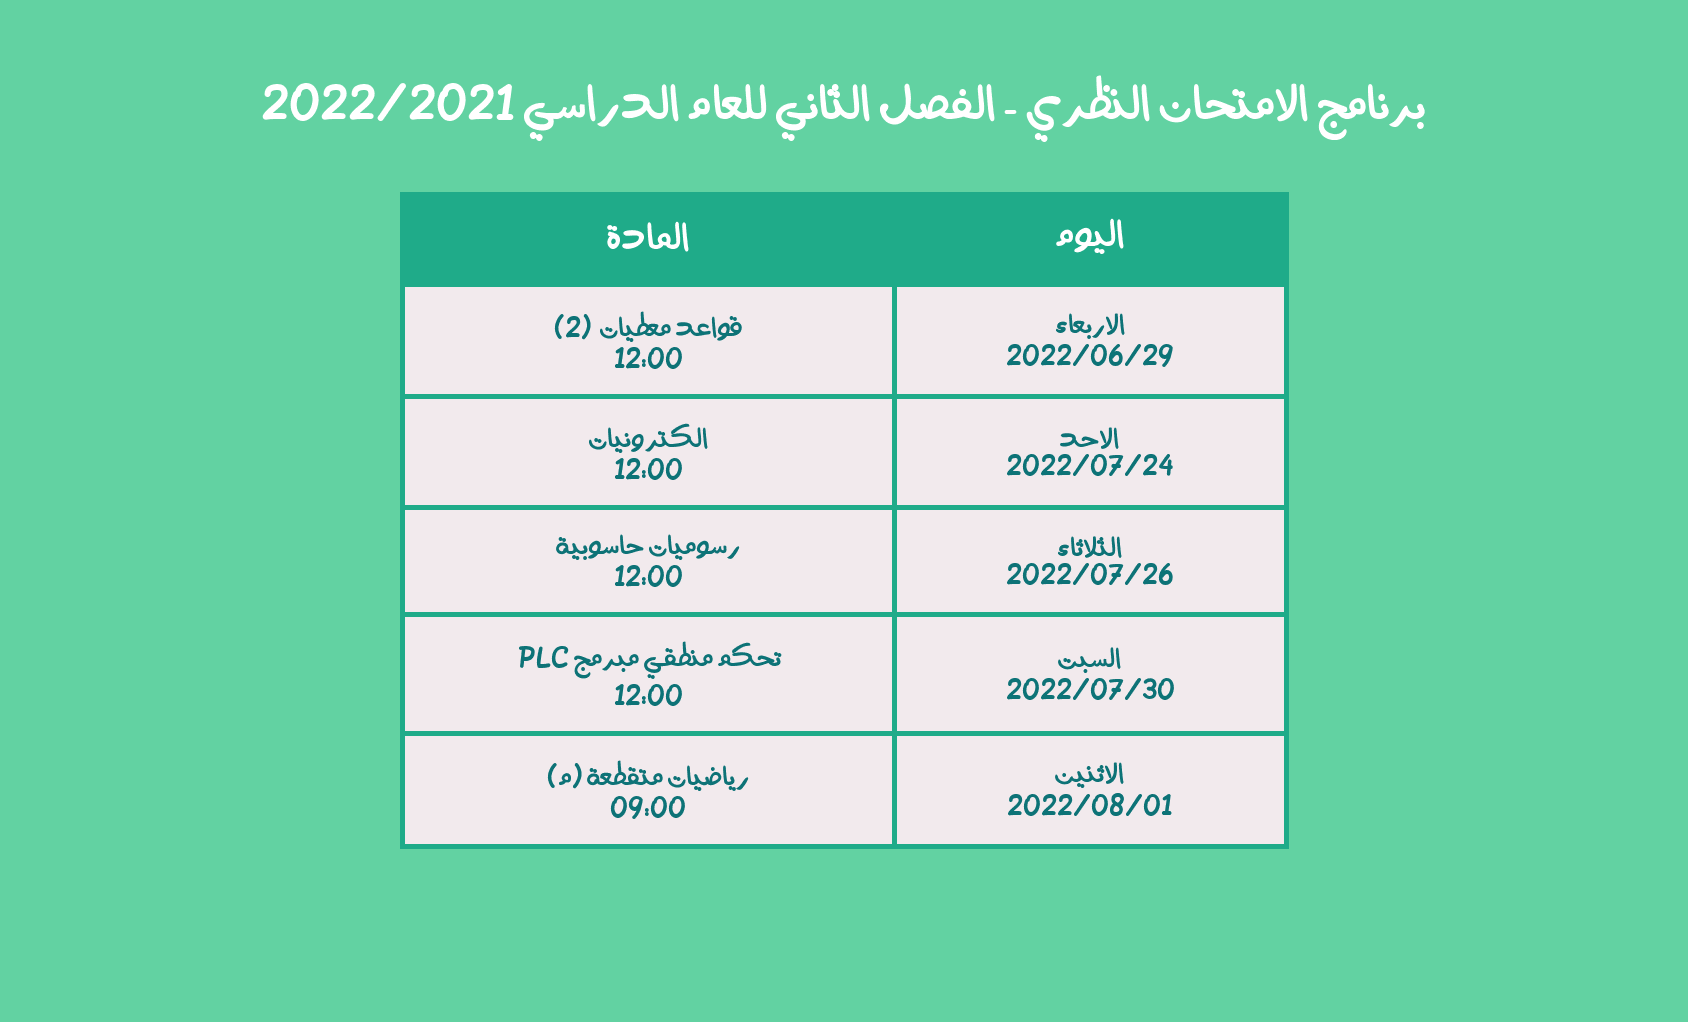 برنامج الامتحان النظري - الفصل الثاني للعام الدراسي 2022/2021
اليوم
المادة
الاربعاء
2022/06/29
قواعد معطيات (2)
12:00
الاحد
2022/07/24
الكترونيات
12:00
الثلاثاء
2022/07/26
رسوميات حاسوبية
12:00
السبت
2022/07/30
تحكم منطقي مبرمج PLC
12:00
الاثنين
2022/08/01
رياضيات متقطعة (م)
09:00